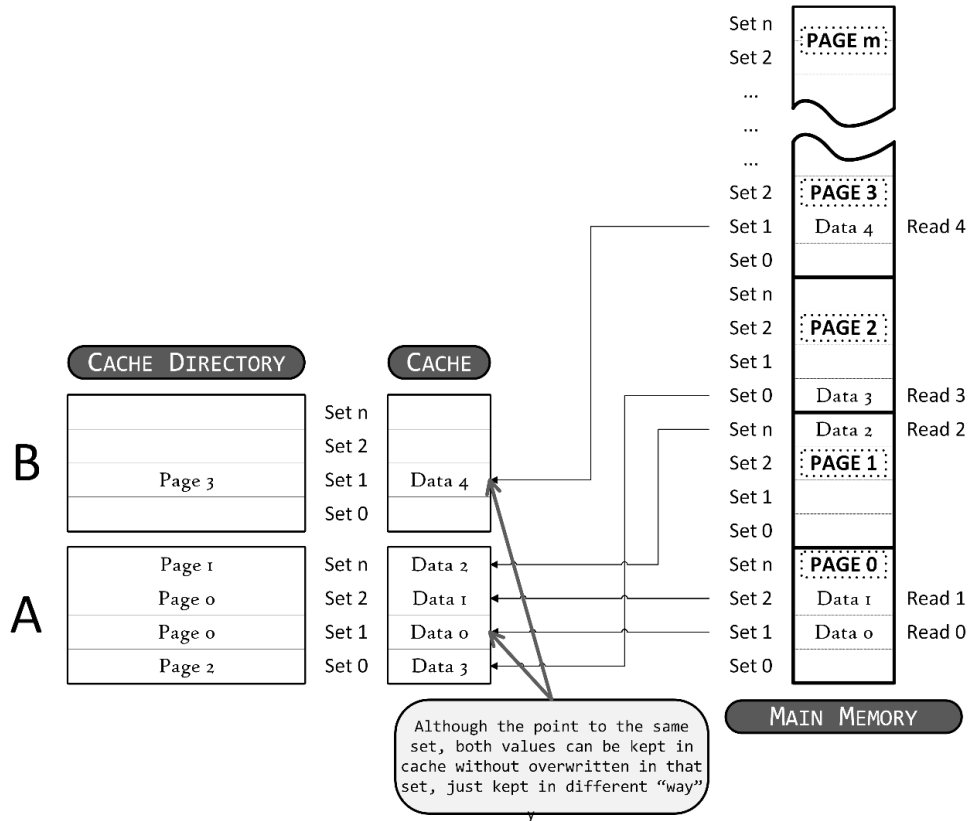 Set n
PAGE m
Set 2
...
...
...
Set 2
PAGE 3
Set 1
Data 4
Read 4
Set 0
Set n
Set 2
PAGE 2
Set 1
Set 0
Data 3
Read 3
Set n
Data 2
Read 2
Set 2
PAGE 1
Set 1
Set 0
Set n
PAGE 0
Set 2
Data 1
Read 1
Set 1
Data 0
Read 0
Set 0
MAIN MEMORY
CACHE DIRECTORY
CACHE
B
Set n
Set 2
Page 3
Set 1
Data 4
Set 0
A
Page 1
Set n
Data 2
Page 0
Set 2
Data 1
Page 0
Set 1
Data 0
Page 2
Set 0
Data 3
Although the point to the same
set, both values can be kept in
cache without overwritten in that
set, just kept in different “way”
y